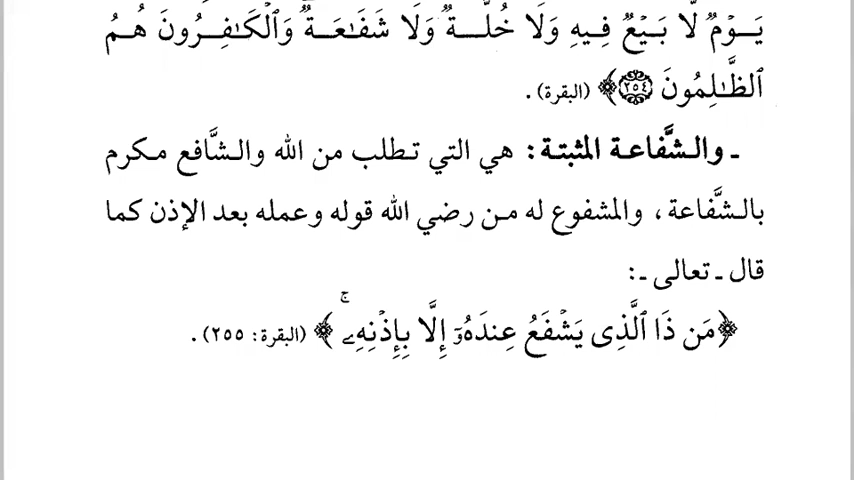 يَوْمٌ لَّا بَيْعٌ فِيهِ وَلَا خُلَّةٌ وَلَا شَفَـٰعَةٌ وَٱلْكَـٰفِرُونَ هُمُ
ٱلظَّـٰلِمُونَ ٢٥٤﴾ (البقرة).
ـ والشَّفاعة المثبتة: هي التي تطلب من الله والشَّافع مكرم
بالشَّفاعة، والمشفوع له من رضي الله قوله وعمله بعد الإذن كما
قال ـ تعالى ـ:
﴿مَن ذَا ٱلَّذِى يَشْفَعُ عِندَهُۥٓ إِلَّا بِإِذْنِهِۦ ۚ﴾ (البقرة: ٢٥٥).